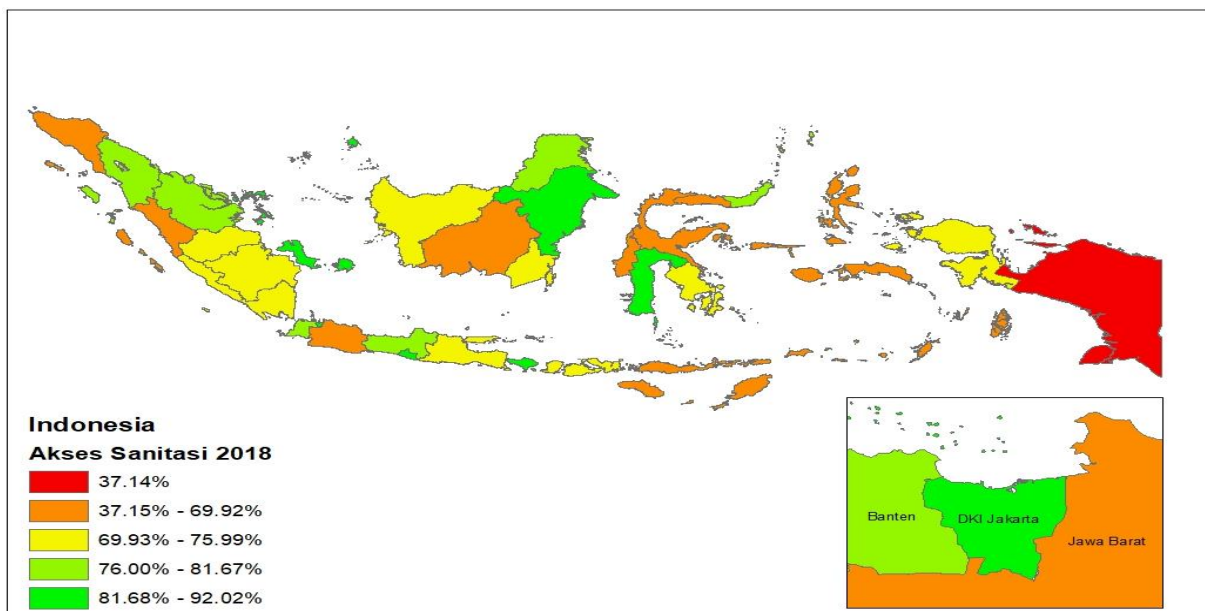 Indonesia
Akses Sanitasi 2018
37.14%
37.15% - 69.92%
69.93% - 75.99%
76.00% - 81.67%
81.68% - 92.02%
Banten
DKI Jakarta
Jawa Barat